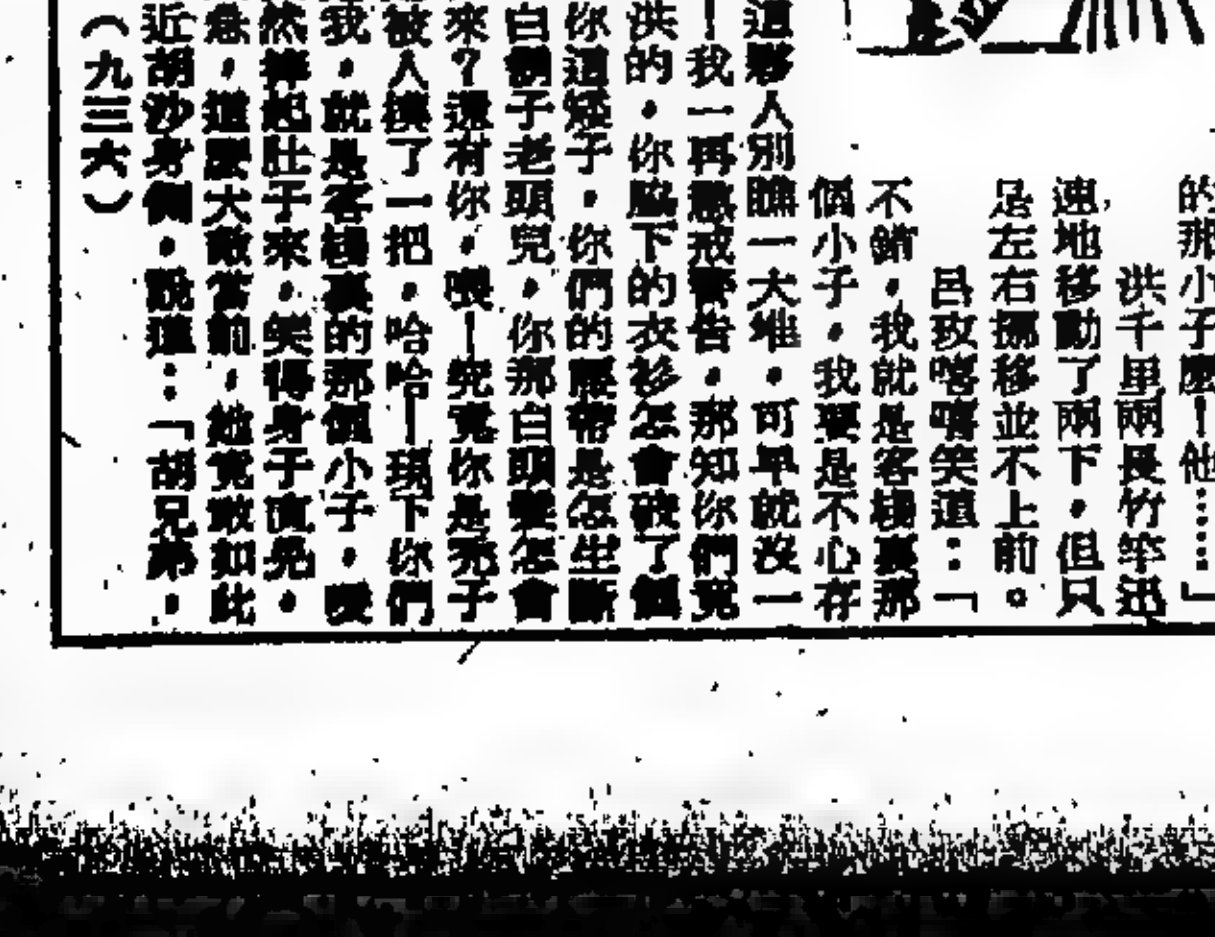 的那小子麼！他……」
洪千里兩長竹竿迅
速地移動了兩下，但只
是左右挪移並不上前。
呂玫嘻嘻笑道：「
不錯，我就是客棧裏那
個小子，我要是不心存
這夥人別瞧一大堆，可早就沒一
！我一再懲戒警告，那知你們竟
洪的，你脇下的衣衫怎會破了個
你這矮子，你們的腰帶是怎生斷
白鬍子老頭兒，你那白頭髮怎會
來？還有你，喂！究竟你是禿子
被人摸了一把，哈哈！現下你們
我，就是客棧裏的那個小子，噯
然捧起肚子來，笑得身子直晃。
急，這麼大敵當前，她竟敢如此
近胡沙身側，說道：「胡兄弟，
（九三六）